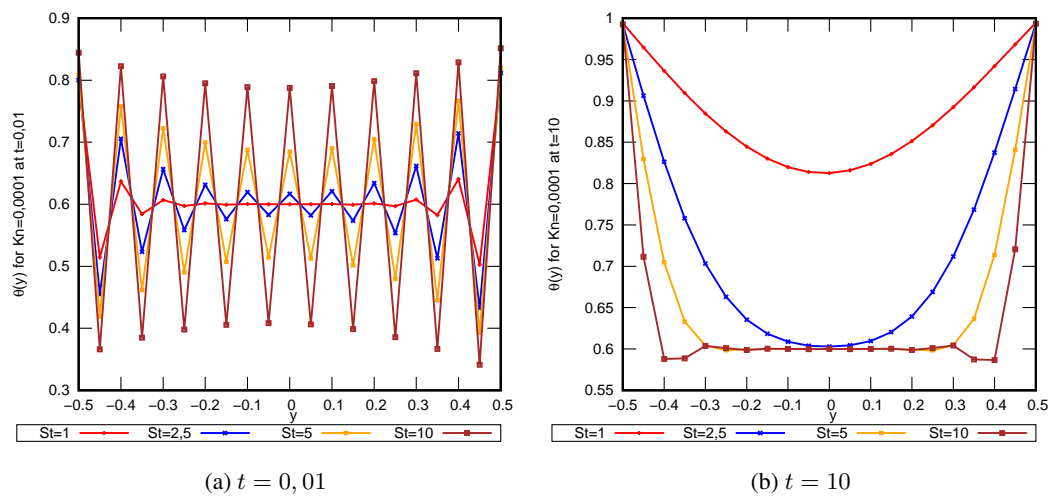 θ(y) for Kn=0,0001 at t=0,01
0.9
0.8
0.7
0.6
0.5
0.4
0.3
−0.5 −0.4 −0.3 −0.2 −0.1 0 0.1 0.2 0.3 0.4 0.5
y
St=1 St=2,5 St=5 St=10
(a) t = 0, 01
θ(y) for Kn=0,0001 at t=10
1
0.95
0.9
0.85
0.8
0.75
0.7
0.65
0.6
0.55
−0.5 −0.4 −0.3 −0.2 −0.1 0 0.1 0.2 0.3 0.4 0.5
y
St=1 St=2,5 St=5 St=10
(b) t = 10